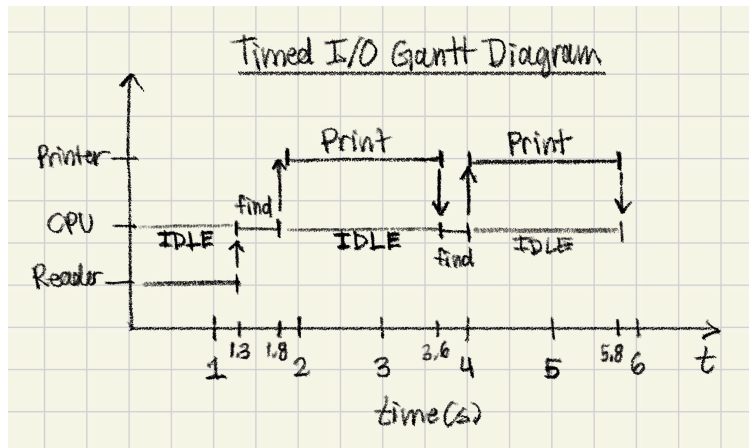 Timed I/O Gantt Diagram
Printer
Print
Print
find
CPU
IDLE
IDLE
find
IDLE
Reader
1 1.3 1.8 2 3 3.6 4 5 5.8 6 t
time(s)